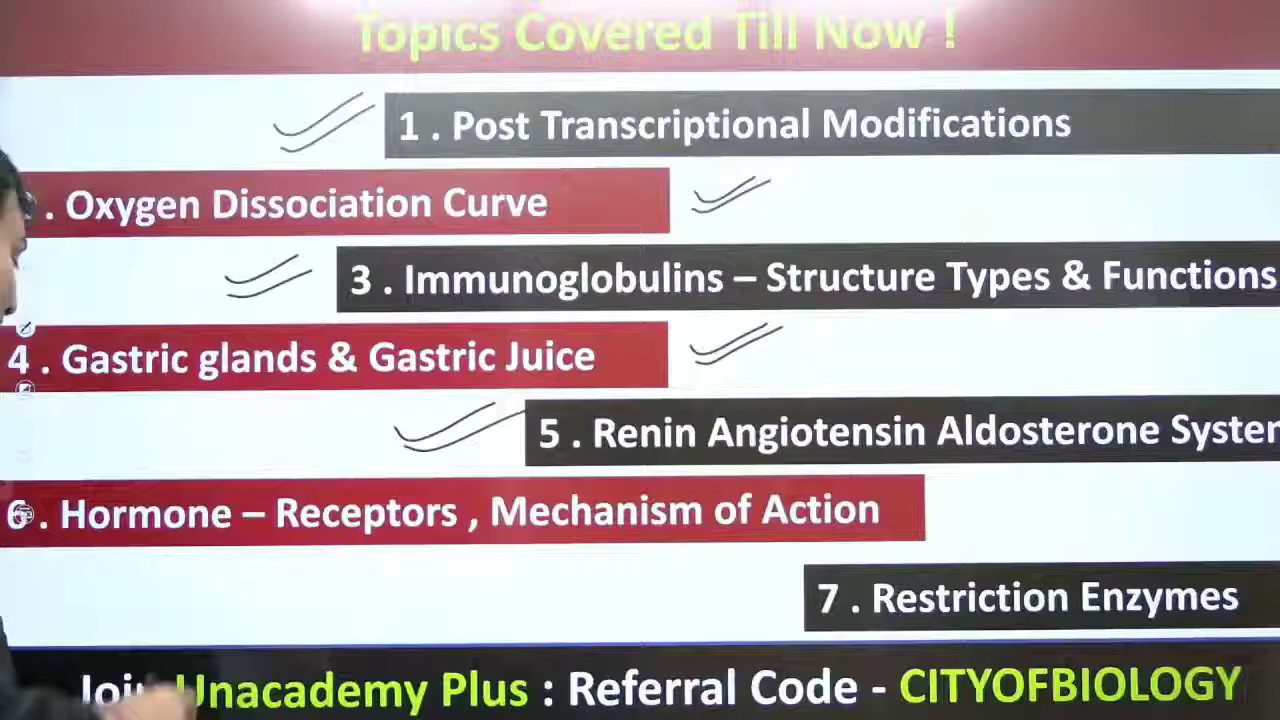 Topics Covered Till Now !
1 . Post Transcriptional Modifications
. Oxygen Dissociation Curve
3 . Immunoglobulins – Structure Types & Functions
4 . Gastric glands & Gastric Juice
5 . Renin Angiotensin Aldosterone System
6 . Hormone – Receptors , Mechanism of Action
7 . Restriction Enzymes
Join Unacademy Plus : Referral Code - CITYOFBIOLOGY